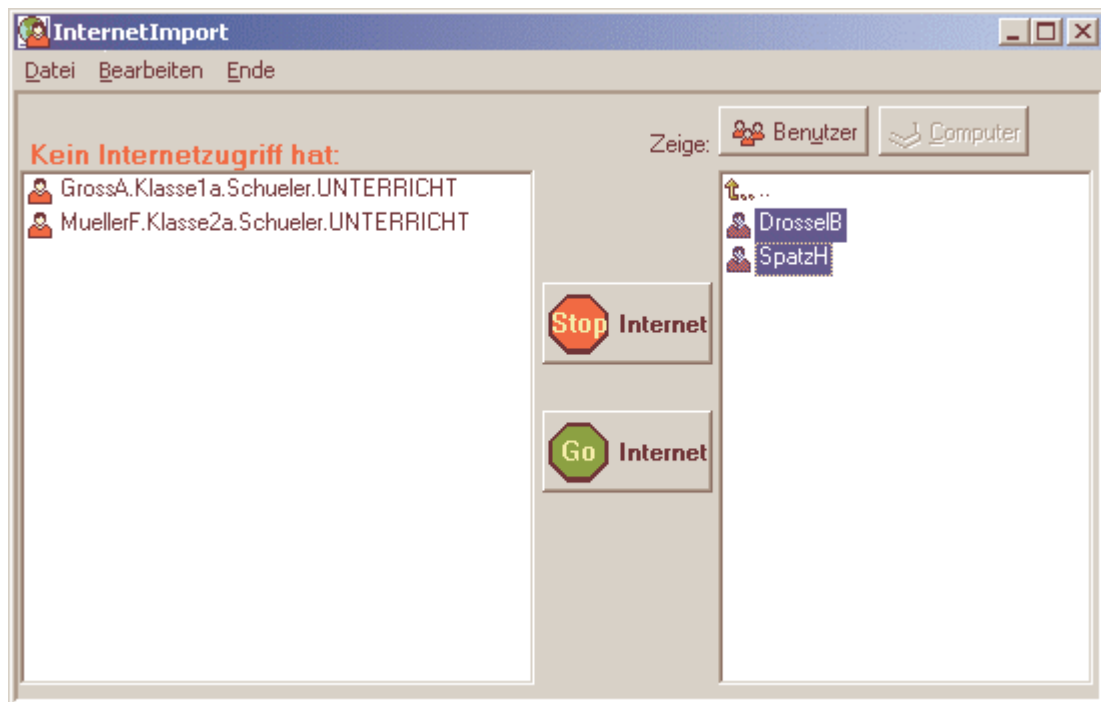 InternetImport
Datei Bearbeiten Ende
Zeige: Benutzer Computer
Kein Internetzugriff hat:
GrossA.Klasse1a.Schueler.UNTERRICHT
MuellerF.Klasse2a.Schueler.UNTERRICHT
..
DrosselB
SpatzH
Stop Internet
Go Internet